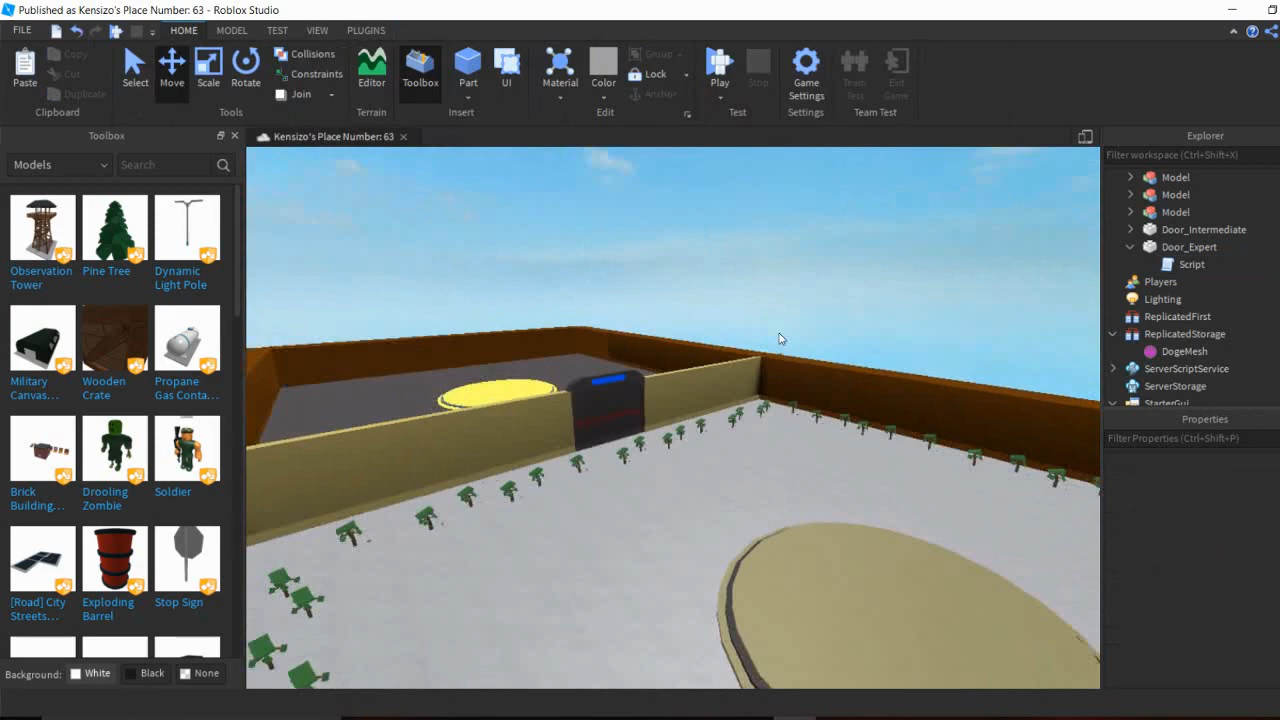 Published as Kensizo's Place Number: 63 - Roblox Studio
FILE HOME MODEL TEST VIEW PLUGINS
Paste
Copy
Cut
Duplicate
Clipboard
Select Move Scale Rotate
Collisions
Constraints
Join
Tools
Editor
Terrain
Toolbox Part UI
Insert
Material Color
Group
Lock
Anchor
Edit
Play Stop
Test
Game
Settings
Settings
Team
Test
Exit
Game
Team Test
Toolbox
Kensizo's Place Number: 63
Models
Search
Observation
Tower
Pine Tree
Dynamic
Light Pole
Military
Canvas...
Wooden
Crate
Propane
Gas Conta...
Brick
Building...
Drooling
Zombie
Soldier
[Road] City
Streets...
Exploding
Barrel
Stop Sign
Background: White Black None
Explorer
Filter workspace (Ctrl+Shift+X)
Model
Model
Model
Door_Intermediate
Door_Expert
Script
Players
Lighting
ReplicatedFirst
ReplicatedStorage
DogeMesh
ServerScriptService
ServerStorage
StarterGui
Properties
Filter Properties (Ctrl+Shift+P)